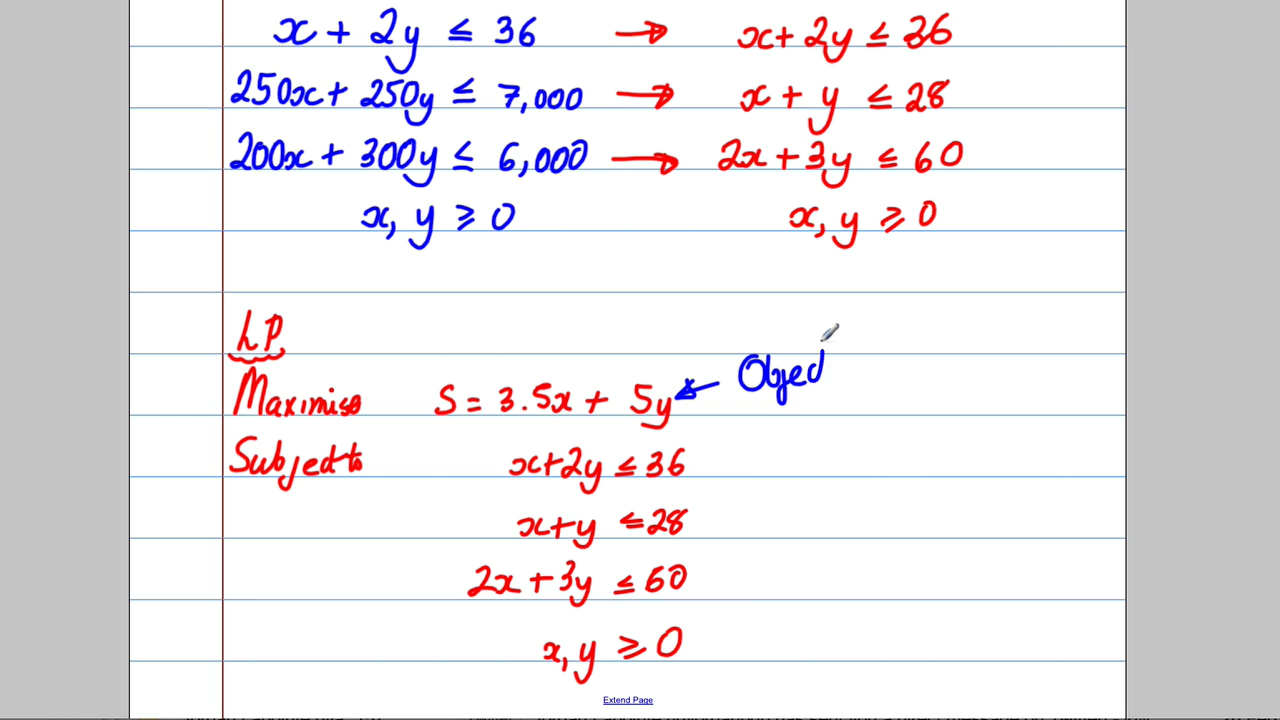 x + 2y ≤ 36 → x + 2y ≤ 36
250x + 250y ≤ 7,000 → x + y ≤ 28
200x + 300y ≤ 6,000 → 2x + 3y ≤ 60
x, y ≥ 0 x, y ≥ 0
LP
Maximise S = 3.5x + 5y ← Objec
Subject to x+2y ≤ 36
x+y ≤ 28
2x + 3y ≤ 60
x, y ≥ 0
Extend Page